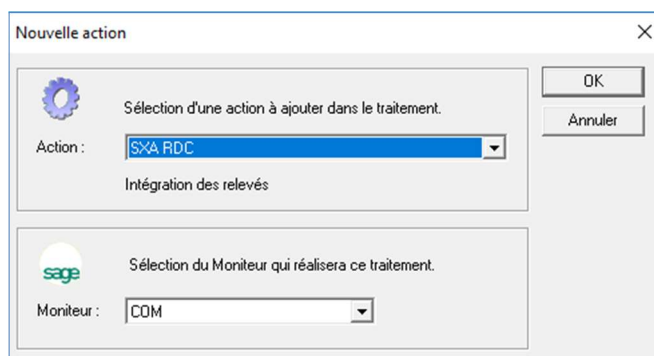 Nouvelle action
OK
Sélection d'une action à ajouter dans le traitement.
Annuler
Action : SXA RDC
Intégration des relevés
sage
Sélection du Moniteur qui réalisera ce traitement.
Moniteur : COM